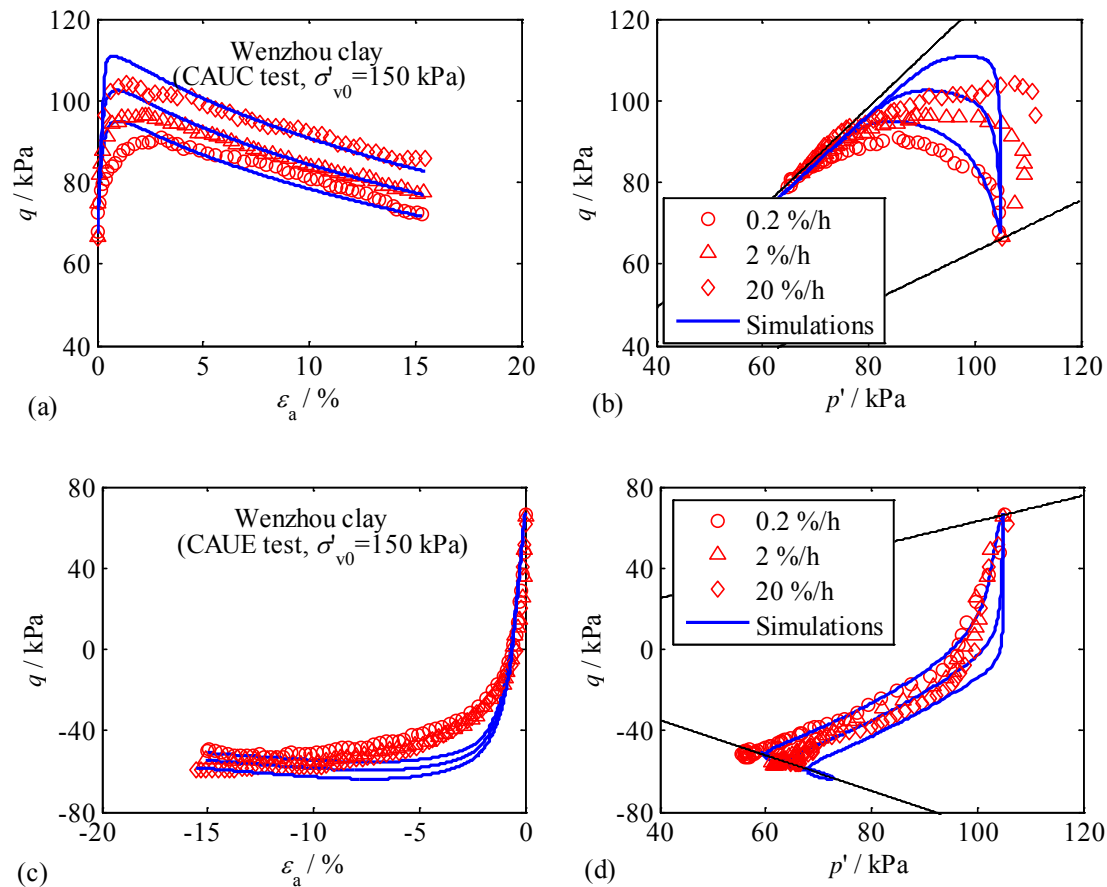 120
100
80
60
40
q / kPa
Wenzhou clay
(CAUC test, σ'v0=150 kPa)
0 5 10 15 20
εa / %
(a)
120
100
80
60
40
q / kPa
0.2 %/h
2 %/h
20 %/h
Simulations
40 60 80 100 120
p' / kPa
(b)
80
40
0
-40
-80
q / kPa
Wenzhou clay
(CAUE test, σ'v0=150 kPa)
-20 -15 -10 -5 0
εa / %
(c)
80
40
0
-40
-80
q / kPa
0.2 %/h
2 %/h
20 %/h
Simulations
40 60 80 100 120
p' / kPa
(d)